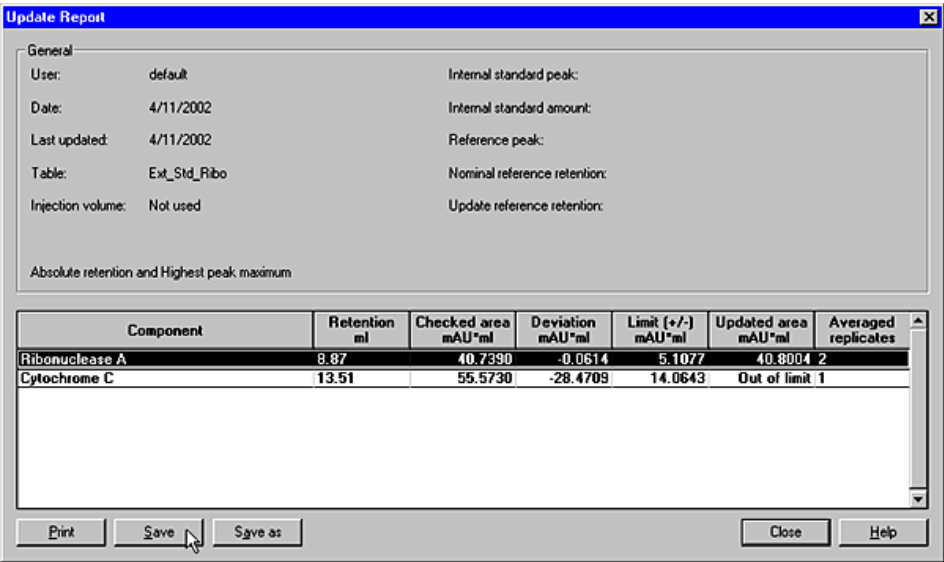 Update Report
General
User: default Internal standard peak:
Date: 4/11/2002 Internal standard amount:
Last updated: 4/11/2002 Reference peak:
Table: Ext_Std_Ribo Nominal reference retention:
Injection volume: Not used Update reference retention:
Absolute retention and Highest peak maximum
Component Retention ml Checked area mAU*ml Deviation mAU*ml Limit (+/-) mAU*ml Updated area mAU*ml Averaged replicates
Ribonuclease A 8.87 40.7390 -0.0614 5.1077 40.8004 2
Cytochrome C 13.51 55.5730 -28.4709 14.0643 Out of limit 1
Print Save Save as Close Help